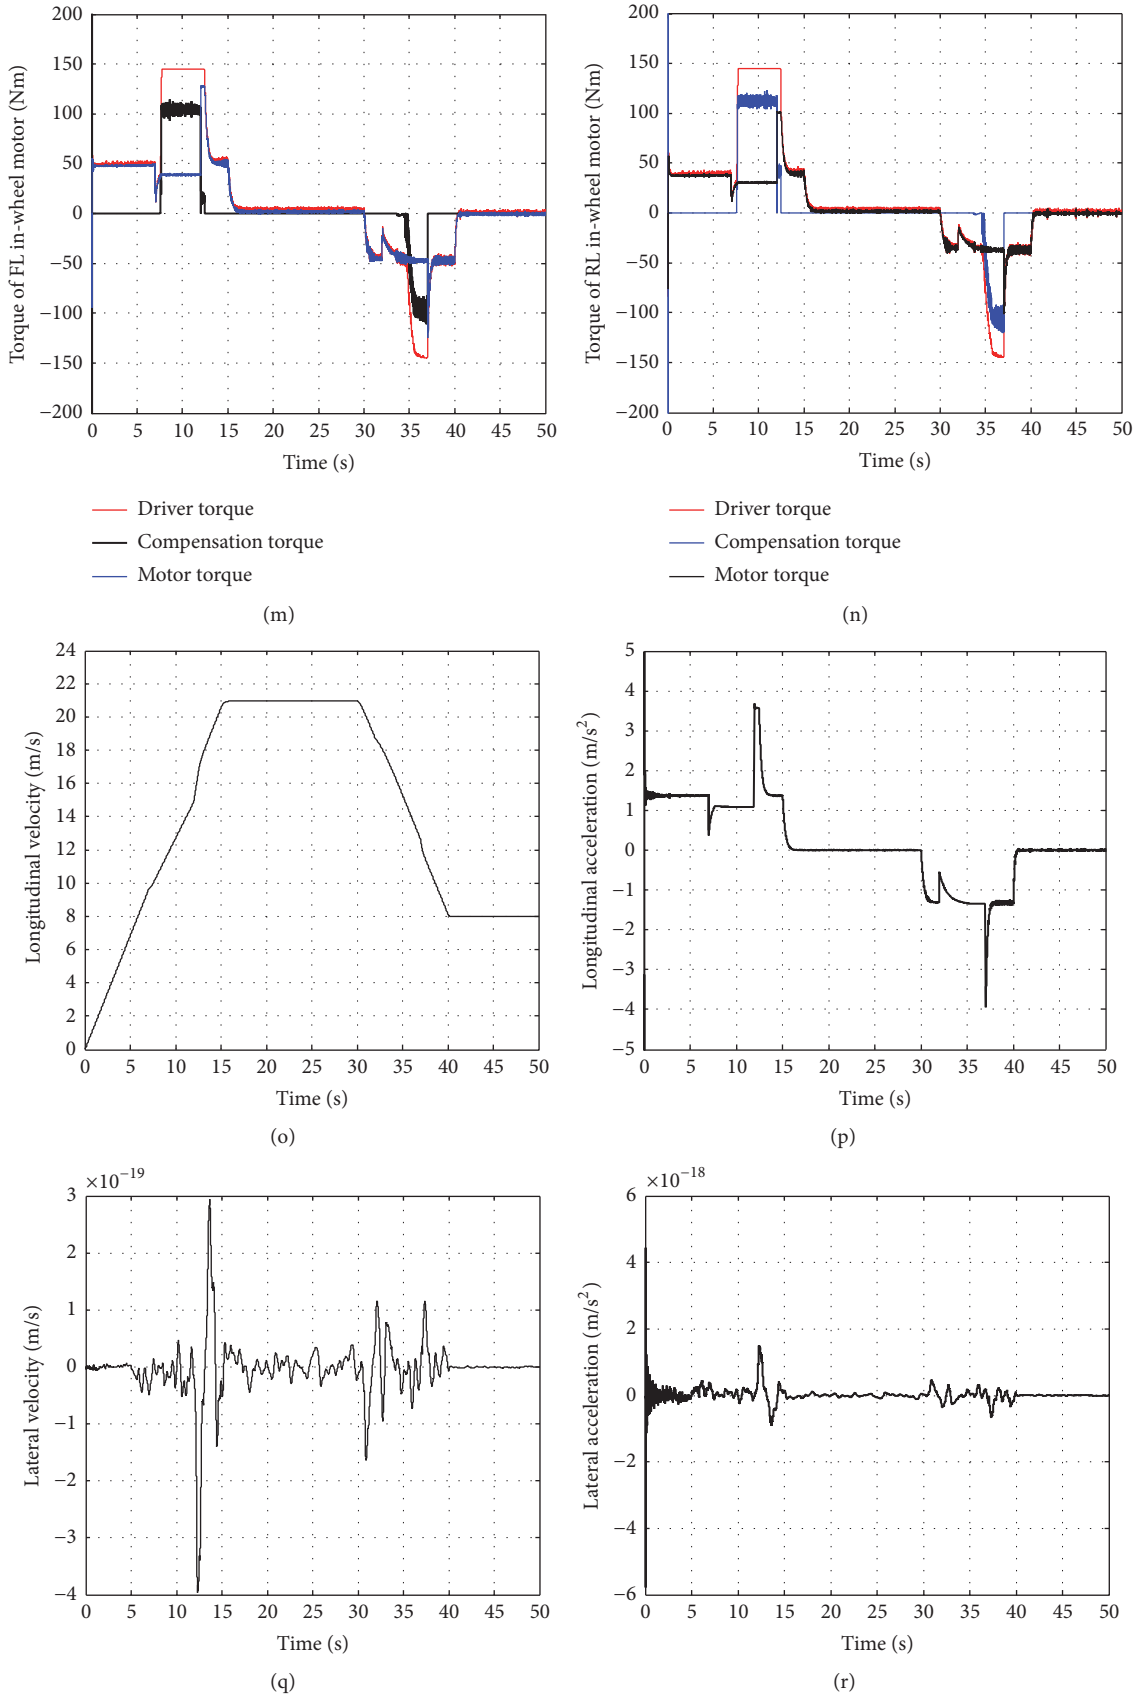 Torque of FL in-wheel motor (Nm)
200
150
100
50
0
−50
−100
−150
−200
0 5 10 15 20 25 30 35 40 45 50
Time (s)
Driver torque
Compensation torque
Motor torque
(m)
Torque of RL in-wheel motor (Nm)
200
150
100
50
0
−50
−100
−150
−200
0 5 10 15 20 25 30 35 40 45 50
Time (s)
Driver torque
Compensation torque
Motor torque
(n)
Longitudinal velocity (m/s)
24
22
20
18
16
14
12
10
8
6
4
2
0
0 5 10 15 20 25 30 35 40 45 50
Time (s)
(o)
Longitudinal acceleration (m/s²)
5
4
3
2
1
0
−1
−2
−3
−4
−5
0 5 10 15 20 25 30 35 40 45 50
Time (s)
(p)
×10⁻¹⁹
Lateral velocity (m/s)
3
2
1
0
−1
−2
−3
−4
0 5 10 15 20 25 30 35 40 45 50
Time (s)
(q)
×10⁻¹⁸
Lateral acceleration (m/s²)
6
4
2
0
−2
−4
−6
0 5 10 15 20 25 30 35 40 45 50
Time (s)
(r)